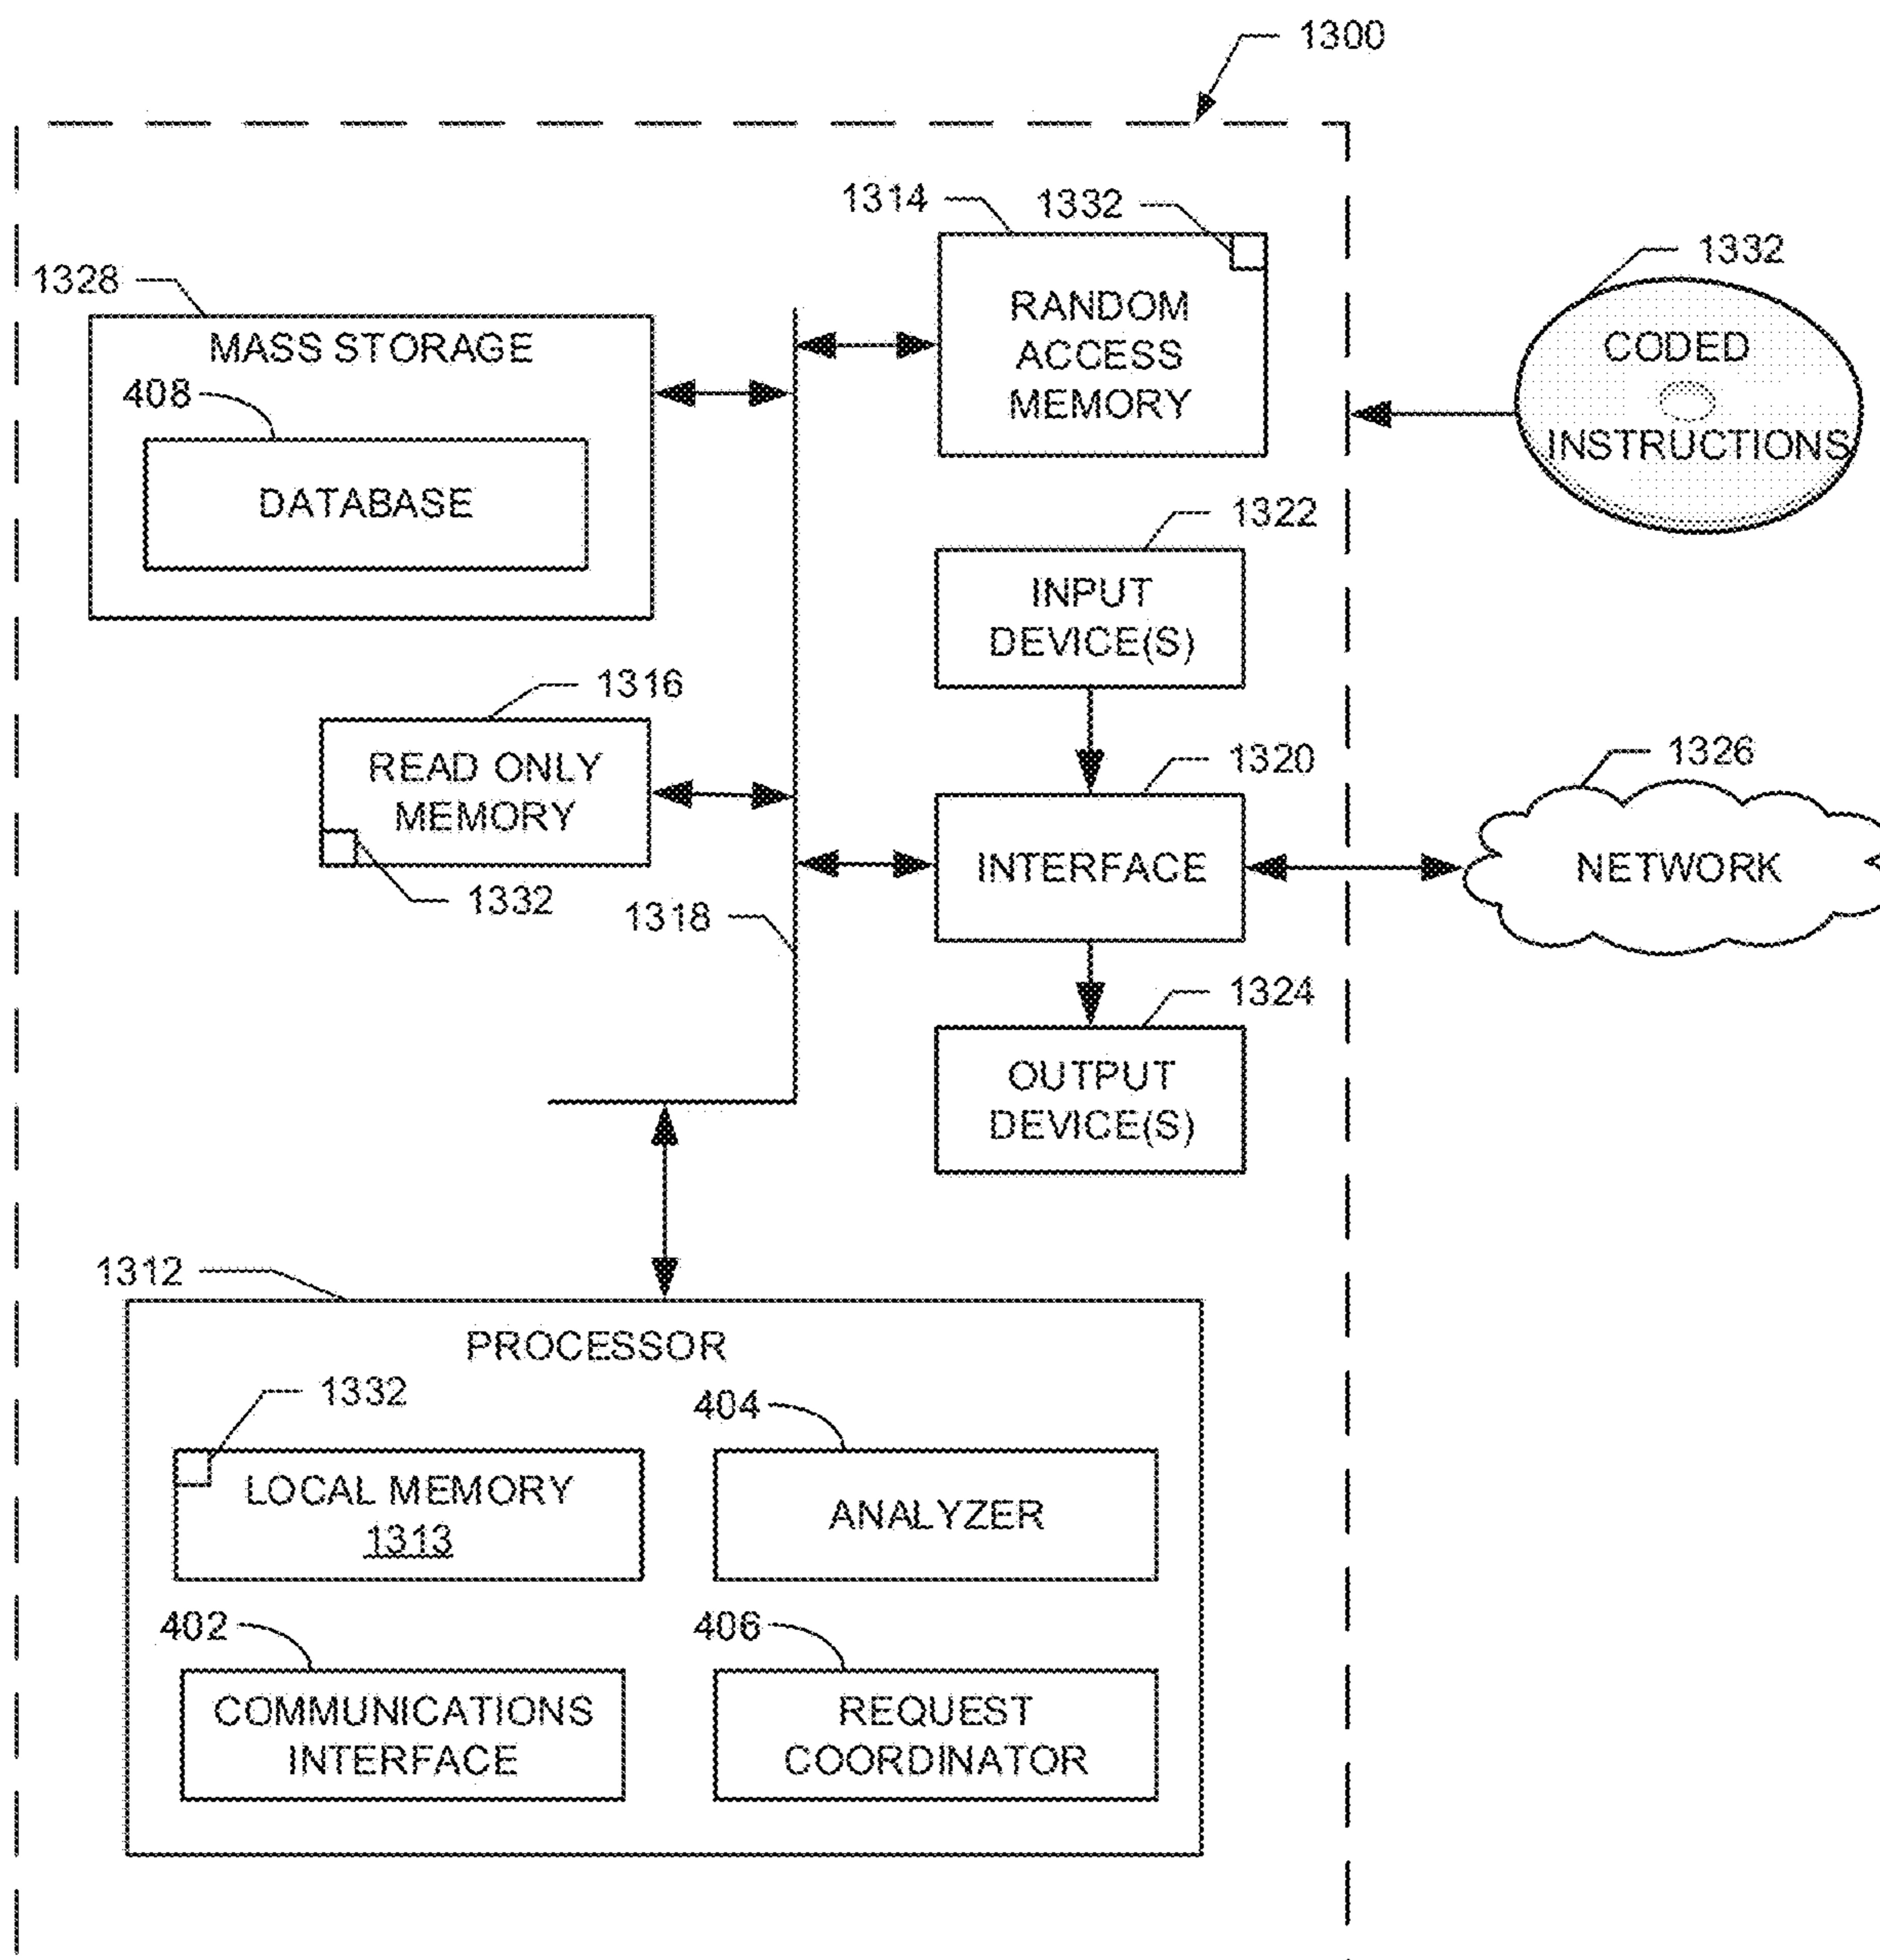 1300
1314
1332
1328
MASS STORAGE
408
DATABASE
RANDOM
ACCESS
MEMORY
1332
CODED
INSTRUCTIONS
1322
INPUT
DEVICE(S)
1316
READ ONLY
MEMORY
1332
1318
1320
INTERFACE
1326
NETWORK
1324
OUTPUT
DEVICE(S)
1312
PROCESSOR
1332
LOCAL MEMORY
1313
404
ANALYZER
402
COMMUNICATIONS
INTERFACE
406
REQUEST
COORDINATOR